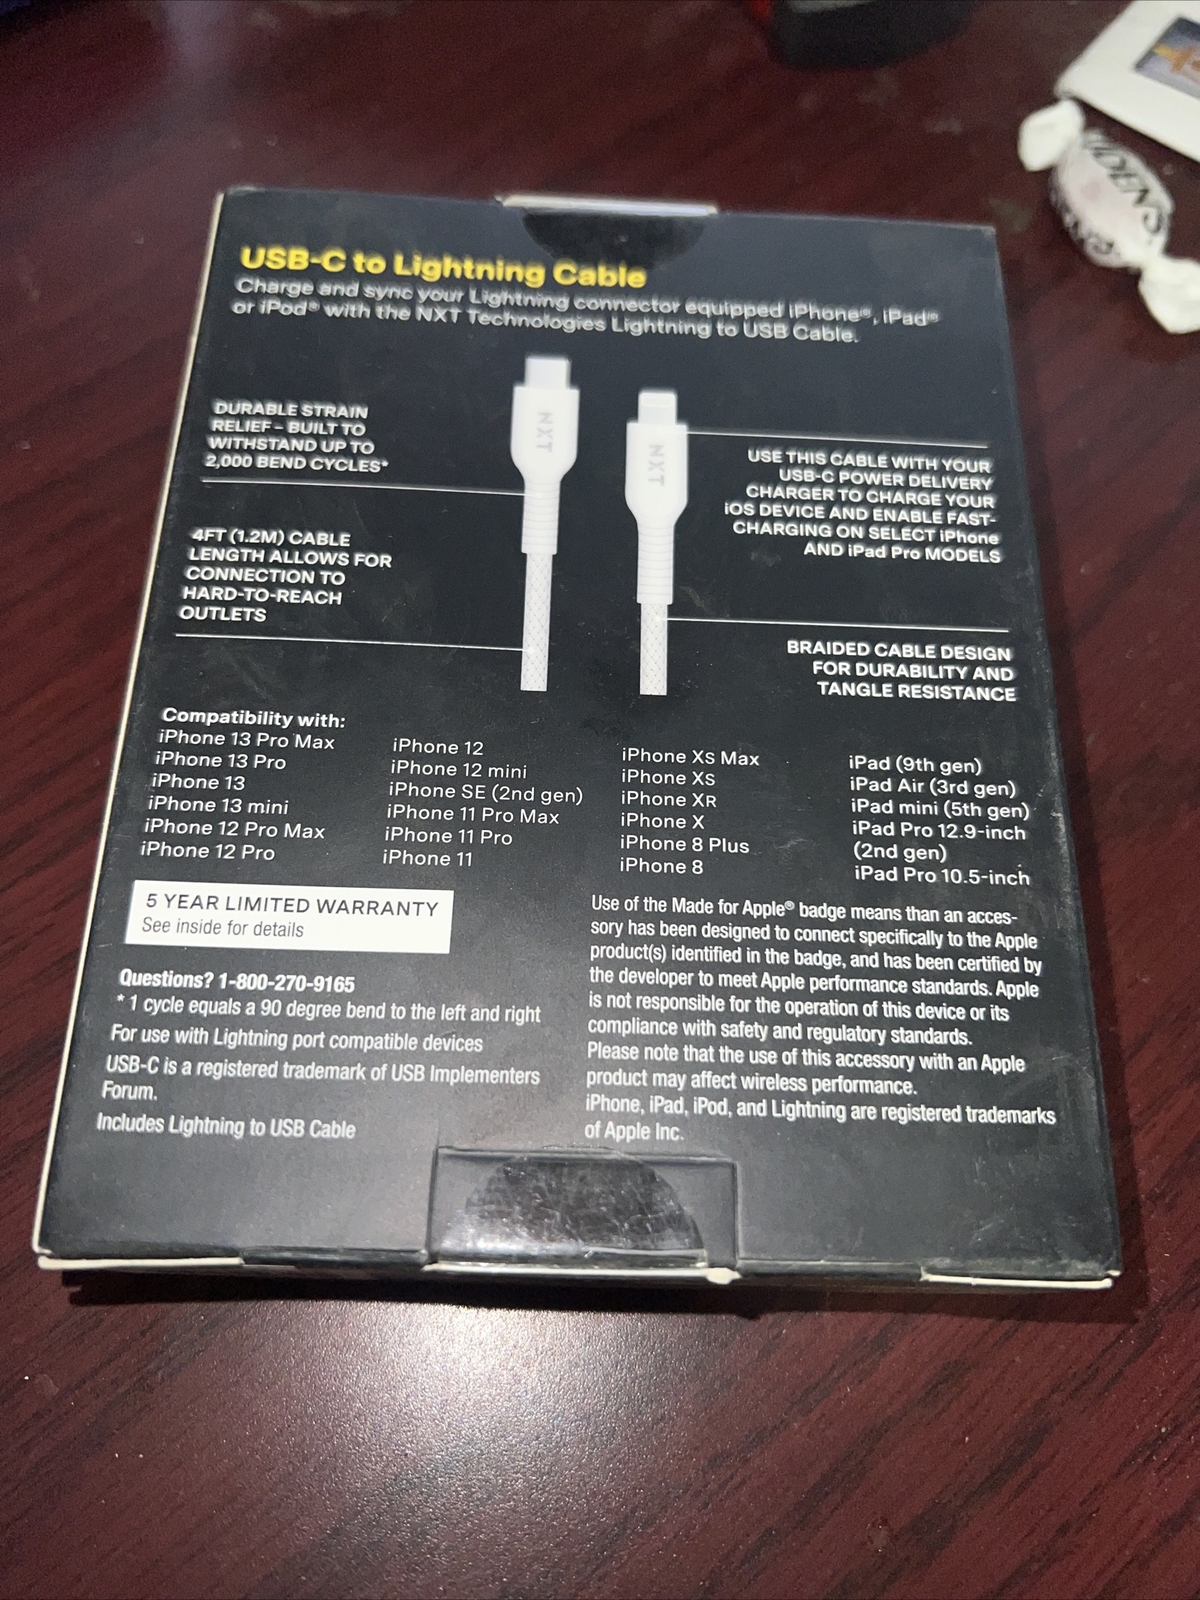 USB-C to Lightning Cable
Charge and sync your Lightning connector equipped iPhone®, iPad®
or iPod® with the NXT Technologies Lightning to USB Cable.
DURABLE STRAIN
RELIEF – BUILT TO
WITHSTAND UP TO
2,000 BEND CYCLES*
4FT (1.2M) CABLE
LENGTH ALLOWS FOR
CONNECTION TO
HARD-TO-REACH
OUTLETS
NXT
NXT
USE THIS CABLE WITH YOUR
USB-C POWER DELIVERY
CHARGER TO CHARGE YOUR
iOS DEVICE AND ENABLE FAST-
CHARGING ON SELECT iPhone
AND iPad Pro MODELS
BRAIDED CABLE DESIGN
FOR DURABILITY AND
TANGLE RESISTANCE
Compatibility with:
iPhone 13 Pro Max
iPhone 13 Pro
iPhone 13
iPhone 13 mini
iPhone 12 Pro Max
iPhone 12 Pro
iPhone 12
iPhone 12 mini
iPhone SE (2nd gen)
iPhone 11 Pro Max
iPhone 11 Pro
iPhone 11
iPhone XS Max
iPhone XS
iPhone XR
iPhone X
iPhone 8 Plus
iPhone 8
iPad (9th gen)
iPad Air (3rd gen)
iPad mini (5th gen)
iPad Pro 12.9-inch
(2nd gen)
iPad Pro 10.5-inch
5 YEAR LIMITED WARRANTY
See inside for details
Questions? 1-800-270-9165
* 1 cycle equals a 90 degree bend to the left and right
For use with Lightning port compatible devices
USB-C is a registered trademark of USB Implementers
Forum.
Includes Lightning to USB Cable
Use of the Made for Apple® badge means than an acces-
sory has been designed to connect specifically to the Apple
product(s) identified in the badge, and has been certified by
the developer to meet Apple performance standards. Apple
is not responsible for the operation of this device or its
compliance with safety and regulatory standards.
Please note that the use of this accessory with an Apple
product may affect wireless performance.
iPhone, iPad, iPod, and Lightning are registered trademarks
of Apple Inc.